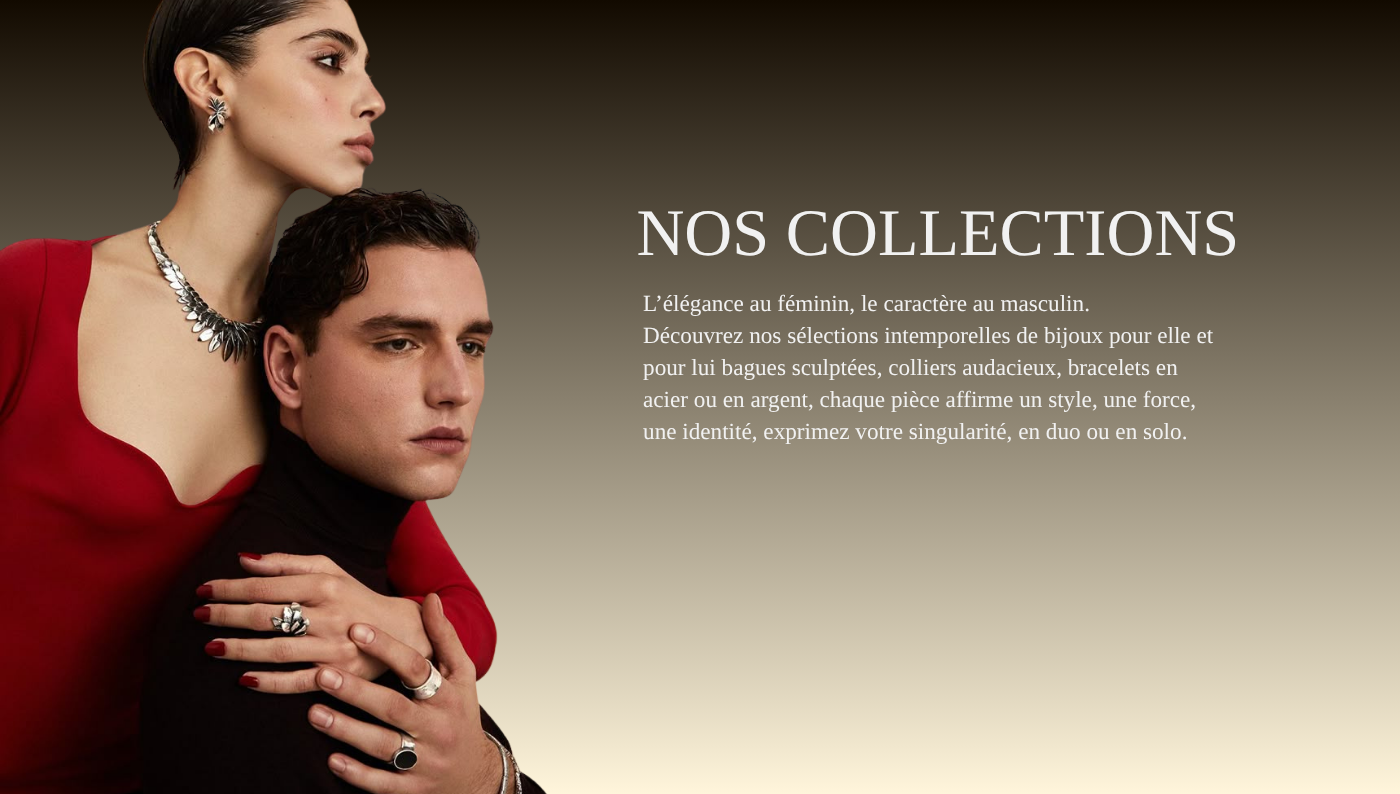 NOS COLLECTIONS
L’élégance au féminin, le caractère au masculin.
Découvrez nos sélections intemporelles de bijoux pour elle et
pour lui bagues sculptées, colliers audacieux, bracelets en
acier ou en argent, chaque pièce affirme un style, une force,
une identité, exprimez votre singularité, en duo ou en solo.